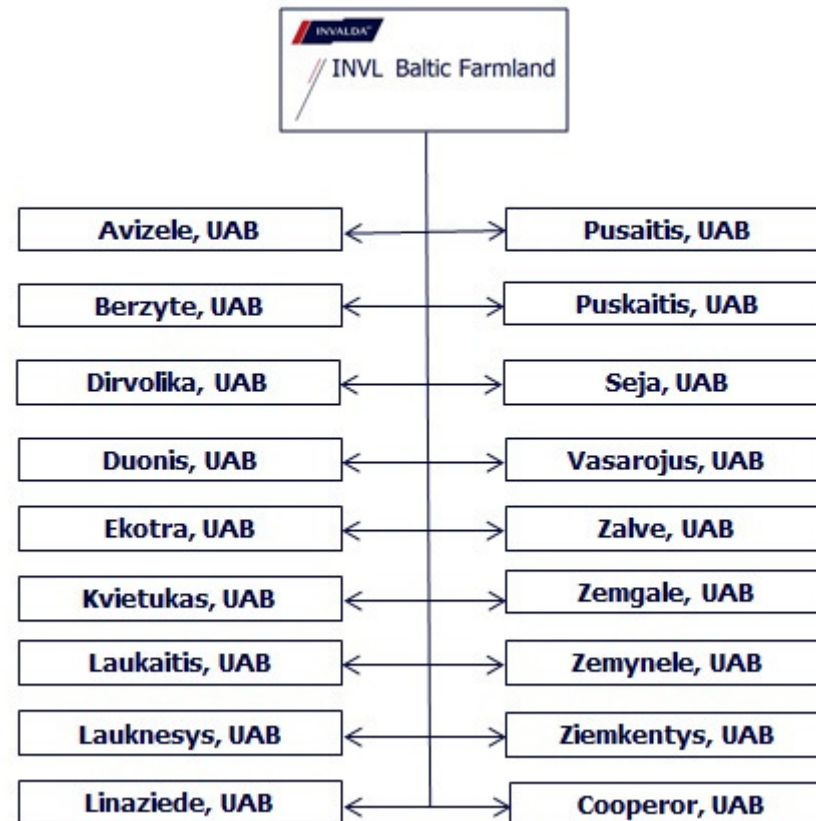 INVALDA
INVL Baltic Farmland
Avizele, UAB
Pusaitis, UAB
Berzyte, UAB
Puskaitis, UAB
Dirvolika, UAB
Seja, UAB
Duonis, UAB
Vasarojus, UAB
Ekotra, UAB
Zalve, UAB
Kvietukas, UAB
Zemgale, UAB
Laukaitis, UAB
Zemynele, UAB
Lauknesys, UAB
Ziemkentys, UAB
Linaziede, UAB
Cooperor, UAB